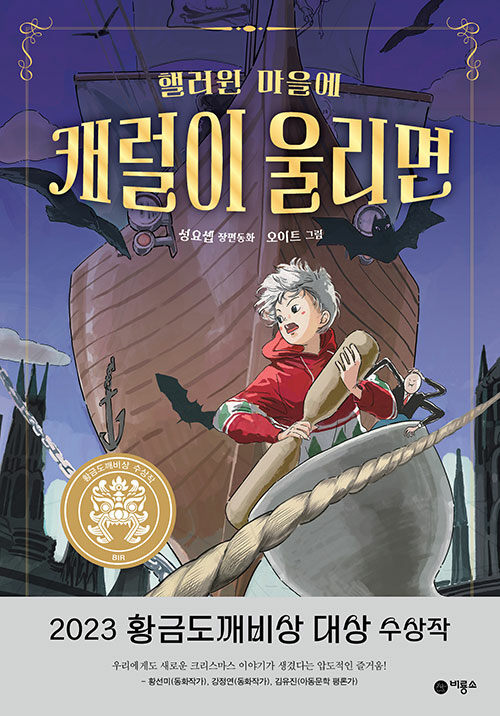 핼러윈 마을에
캐럴이 울리면
성요셉 장편동화 오이트 그림
황금도깨비상 수상작
BIR
2023 황금도깨비상 대상 수상작
우리에게도 새로운 크리스마스 이야기가 생겼다는 압도적인 즐거움!
- 황선미(동화작가), 강정연(동화작가), 김유진(아동문학 평론가)
비룡소